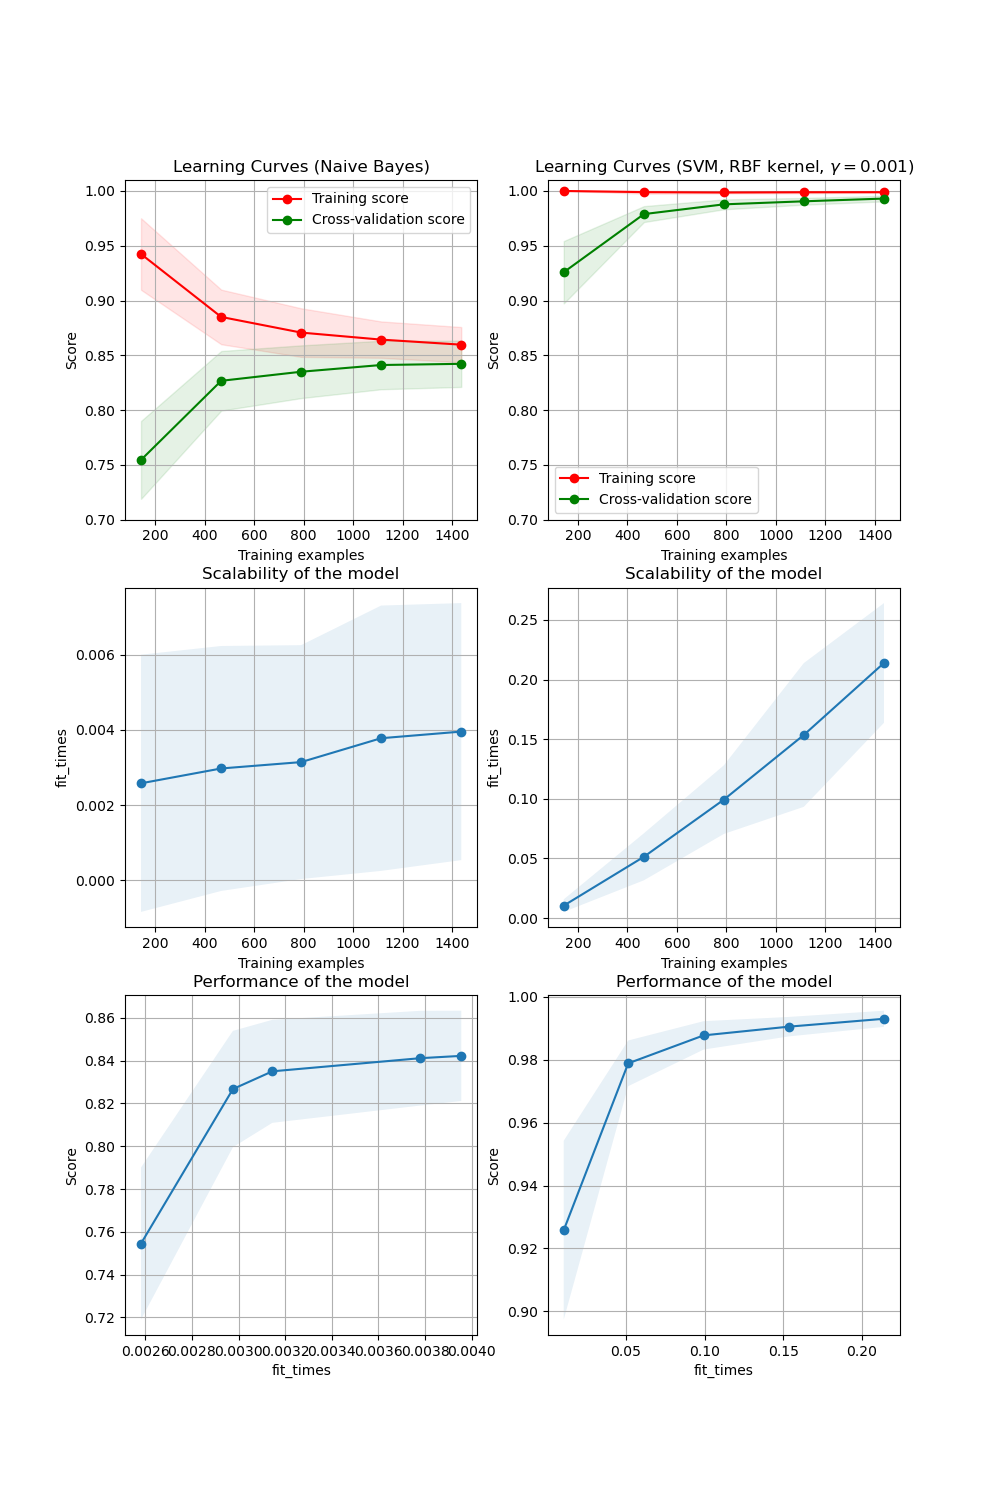 Learning Curves (Naive Bayes)
1.00
0.95
0.90
0.85
0.80
0.75
0.70
Score
Training score
Cross-validation score
200 400 600 800 1000 1200 1400
Training examples
Learning Curves (SVM, RBF kernel, γ = 0.001)
1.00
0.95
0.90
0.85
0.80
0.75
0.70
Score
Training score
Cross-validation score
200 400 600 800 1000 1200 1400
Training examples
Scalability of the model
0.006
0.004
0.002
0.000
fit_times
200 400 600 800 1000 1200 1400
Training examples
Scalability of the model
0.25
0.20
0.15
0.10
0.05
0.00
fit_times
200 400 600 800 1000 1200 1400
Training examples
Performance of the model
0.86
0.84
0.82
0.80
0.78
0.76
0.74
0.72
Score
0.0026 0.0028 0.0030 0.0032 0.0034 0.0036 0.0038 0.0040
fit_times
Performance of the model
1.00
0.98
0.96
0.94
0.92
0.90
Score
0.05 0.10 0.15 0.20
fit_times